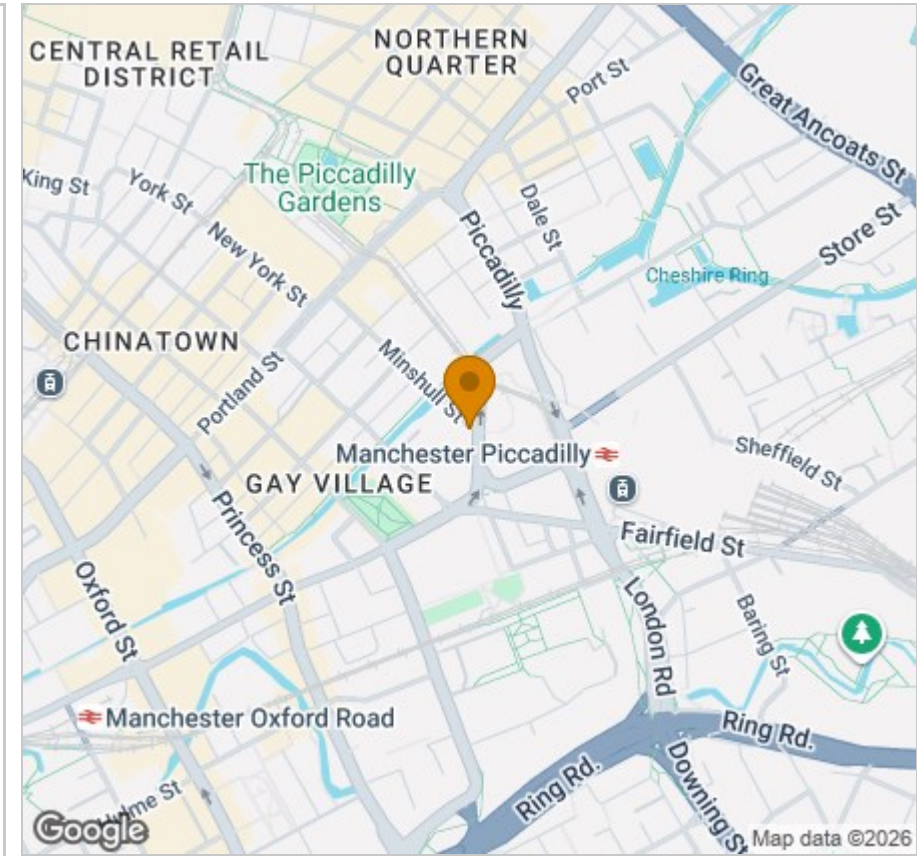 CENTRAL RETAIL
DISTRICT
NORTHERN
QUARTER
Port St
Great Ancoats St
The Piccadilly
Gardens
King St
York St
New York St
Dale St
Piccadilly
Store St
Cheshire Ring
CHINATOWN
Portland St
Minshull St
Manchester Piccadilly
Sheffield St
GAY VILLAGE
Princess St
Fairfield St
Oxford St
London Rd
Baring St
Manchester Oxford Road
Ring Rd.
Ring Rd.
Downing St
Hulme St
Google
Map data ©2026